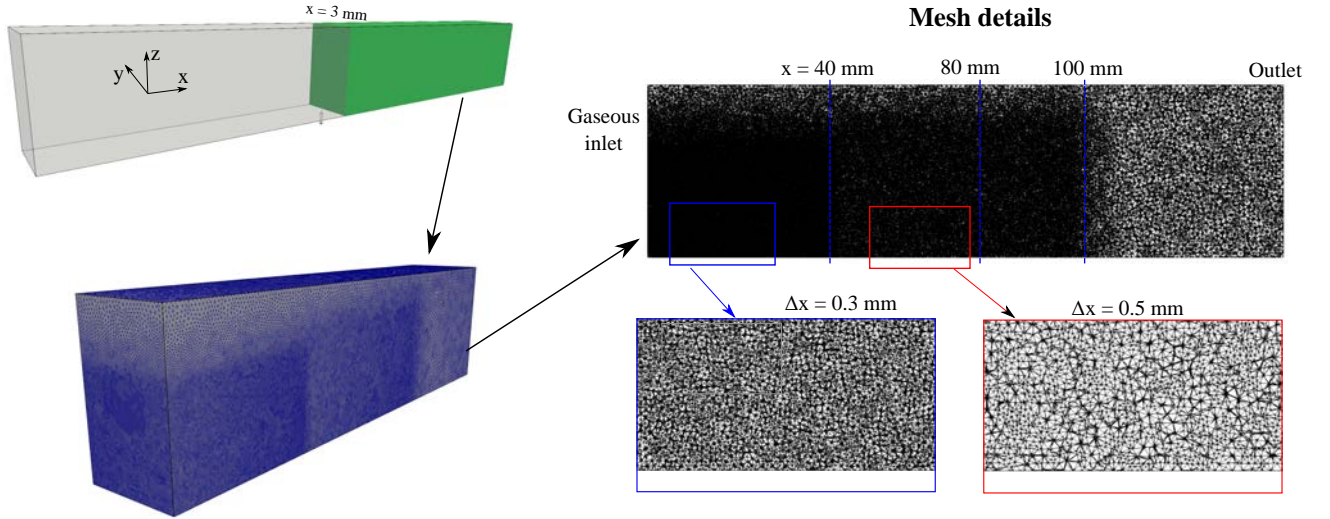 x = 3 mm
z
y
x
Mesh details
x = 40 mm
80 mm
100 mm
Outlet
Gaseous
inlet
Δx = 0.3 mm
Δx = 0.5 mm